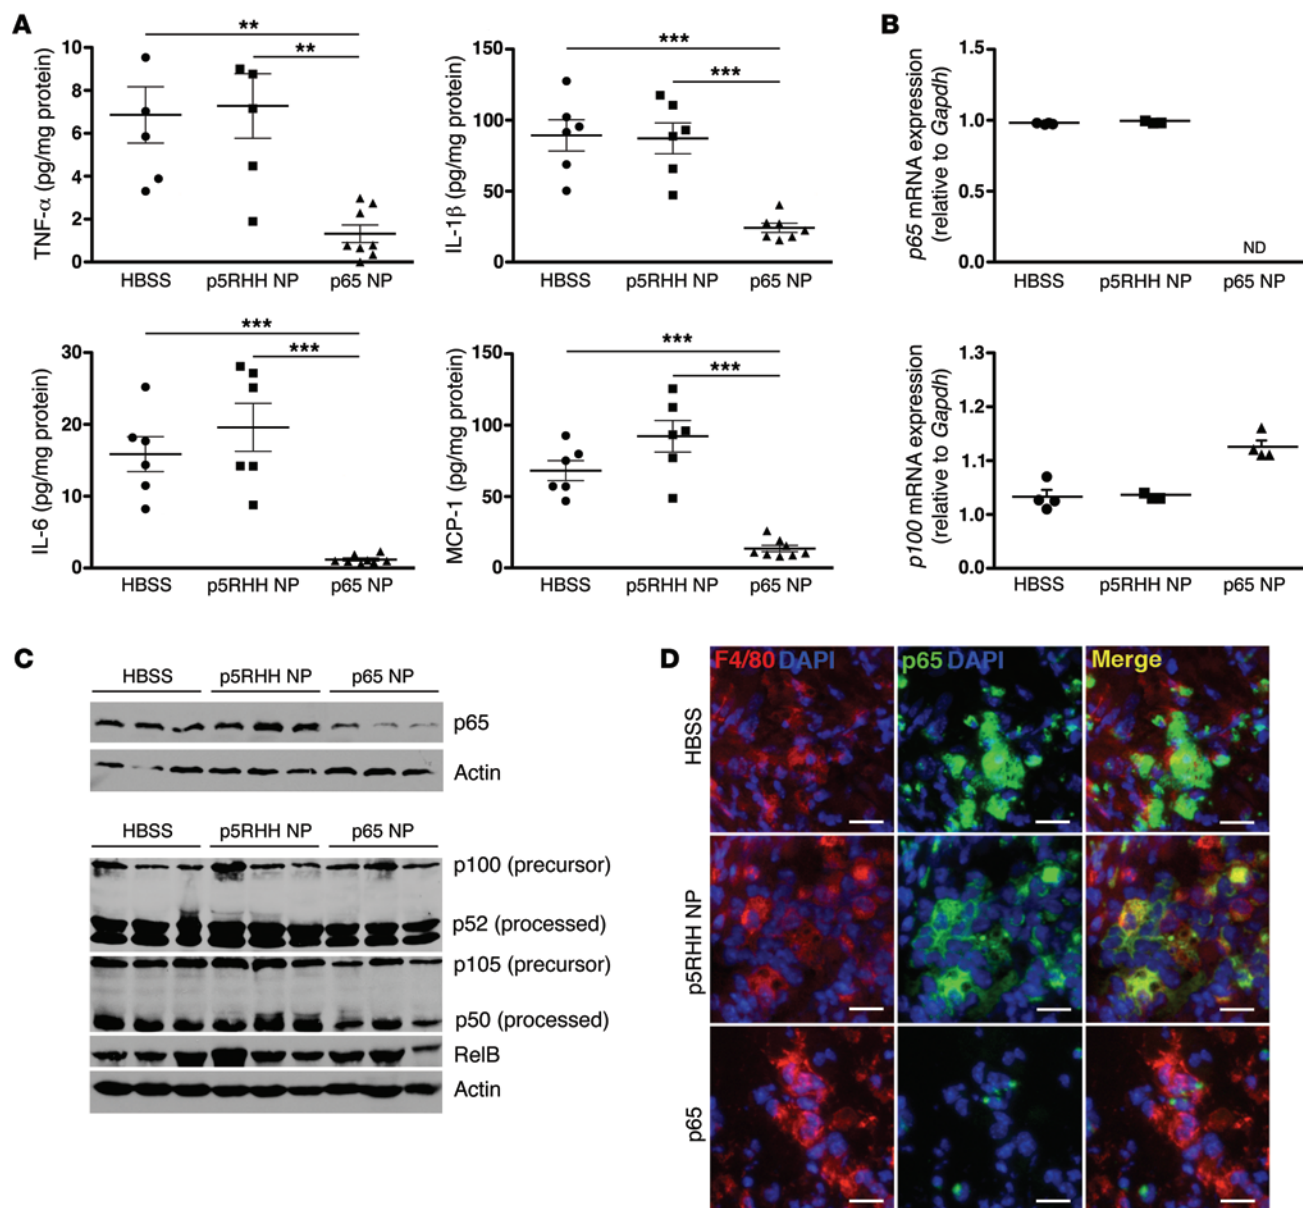 A
**
**
10
8
6
4
2
0
TNF-α (pg/mg protein)
HBSS p5RHH NP p65 NP
***
***
150
100
50
0
IL-1β (pg/mg protein)
HBSS p5RHH NP p65 NP
***
***
30
20
10
0
IL-6 (pg/mg protein)
HBSS p5RHH NP p65 NP
***
***
150
100
50
0
MCP-1 (pg/mg protein)
HBSS p5RHH NP p65 NP
B
1.5
1.0
0.5
0.0
p65 mRNA expression
(relative to Gapdh)
ND
HBSS p5RHH NP p65 NP
1.3
1.2
1.1
1.0
0.0
p100 mRNA expression
(relative to Gapdh)
HBSS p5RHH NP p65 NP
C
HBSS p5RHH NP p65 NP
p65
Actin
HBSS p5RHH NP p65 NP
p100 (precursor)
p52 (processed)
p105 (precursor)
p50 (processed)
RelB
Actin
D
F4/80 DAPI p65 DAPI Merge
HBSS
p5RHH NP
p65